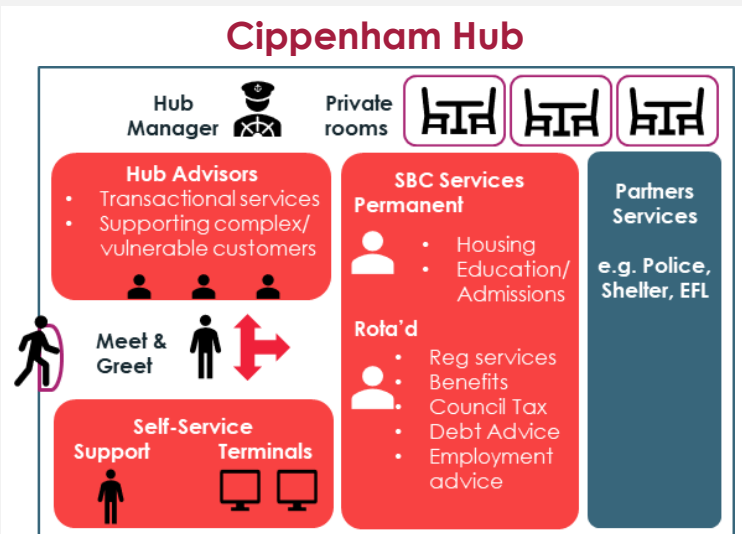 Cippenham Hub
Hub
Manager
Private
rooms
Hub Advisors
• Transactional services
• Supporting complex/
vulnerable customers
Meet &
Greet
Self-Service
Support
Terminals
SBC Services
Permanent
• Housing
• Education/
Admissions
Rota’d
• Reg services
• Benefits
• Council Tax
• Debt Advice
• Employment
advice
Partners
Services
e.g. Police,
Shelter, EFL